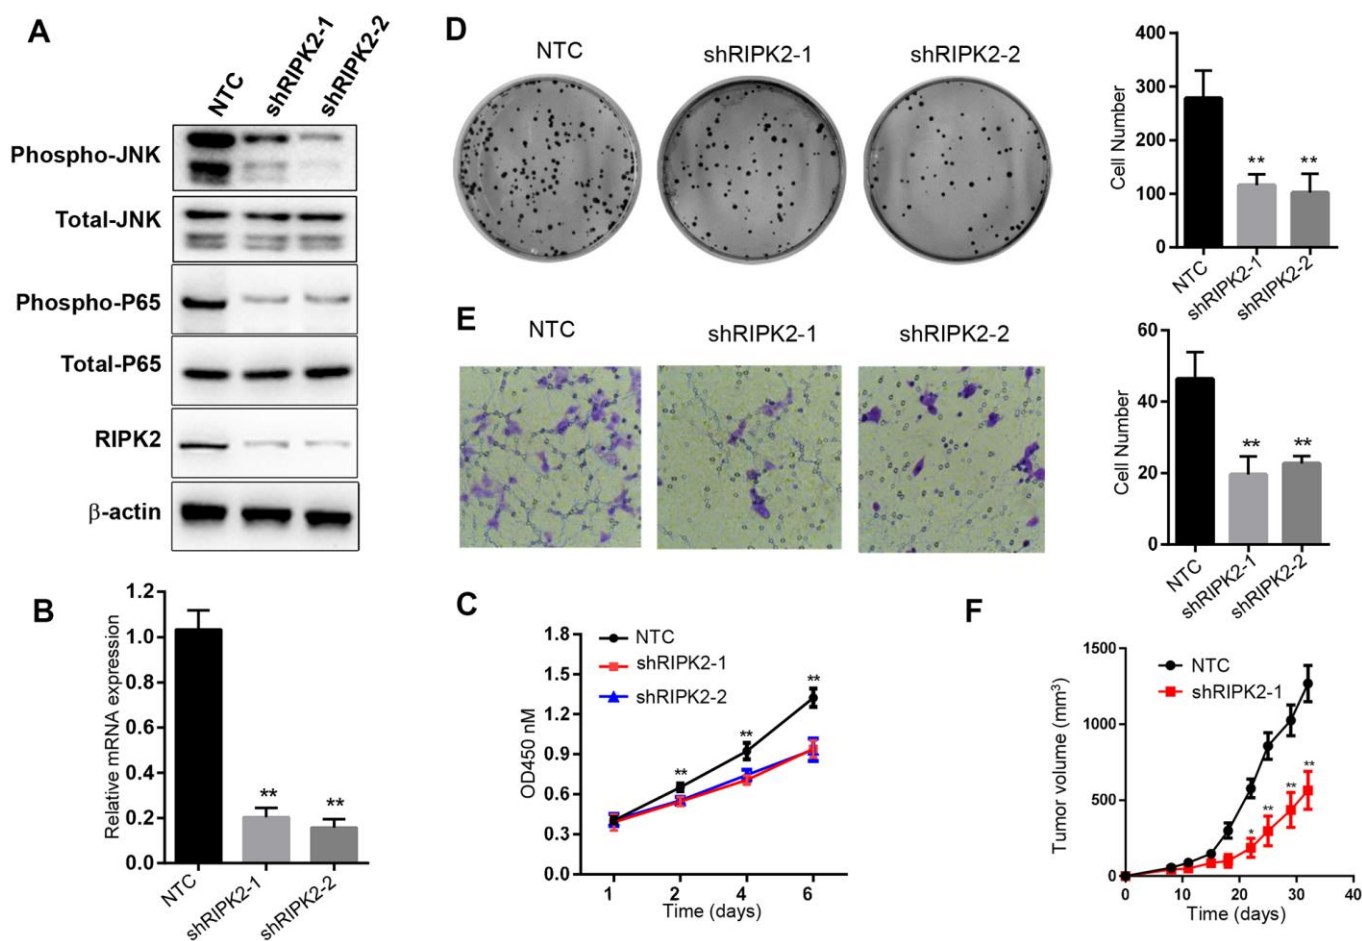 A
NTC
shRIPK2-1
shRIPK2-2
Phospho-JNK
Total-JNK
Phospho-P65
Total-P65
RIPK2
β-actin
B
Relative mRNA expression
1.2
1.0
0.8
0.6
0.4
0.2
0.0
**
**
NTC
shRIPK2-1
shRIPK2-2
D
NTC
shRIPK2-1
shRIPK2-2
Cell Number
400
300
200
100
0
**
**
NTC
shRIPK2-1
shRIPK2-2
E
NTC
shRIPK2-1
shRIPK2-2
Cell Number
60
40
20
0
**
**
NTC
shRIPK2-1
shRIPK2-2
C
OD450 nM
1.8
1.5
1.2
0.9
0.6
0.3
0.0
NTC
shRIPK2-1
shRIPK2-2
**
**
**
1
2
4
6
Time (days)
F
Tumor volume (mm³)
1500
1000
500
0
NTC
shRIPK2-1
*
**
**
**
0
10
20
30
40
Time (days)